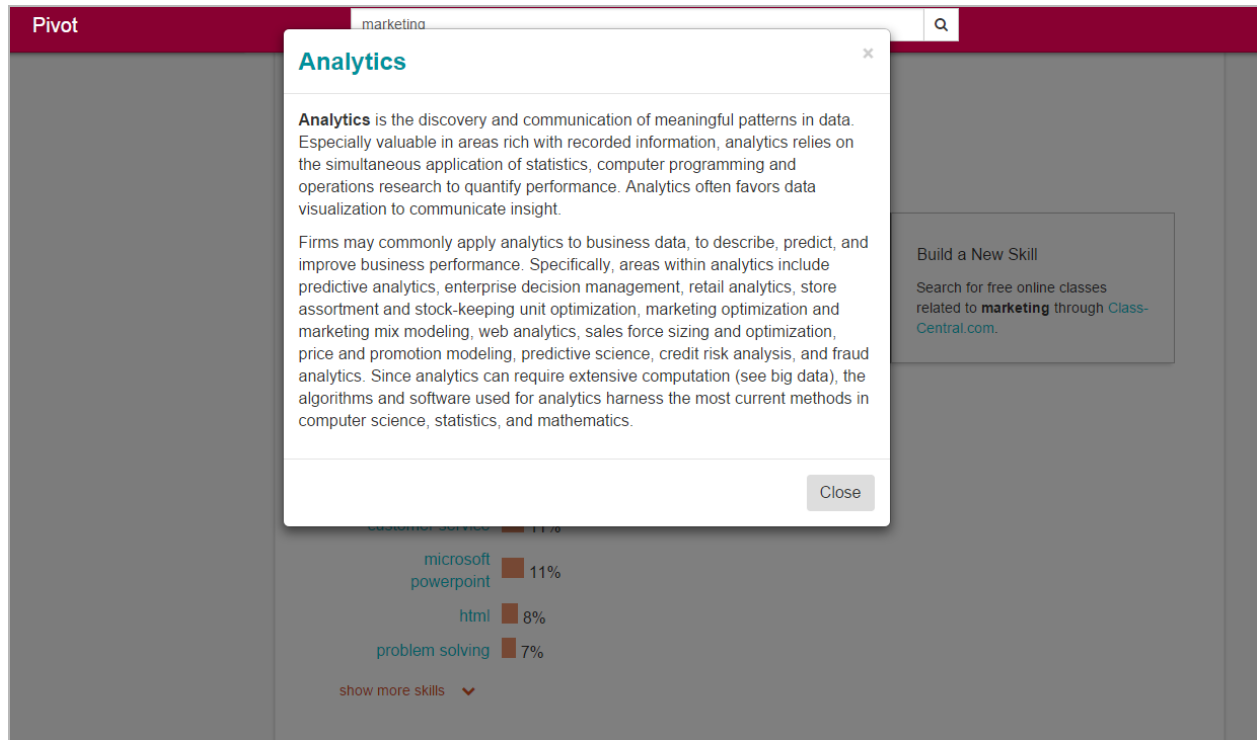 Pivot
marketing
Analytics
×
Analytics is the discovery and communication of meaningful patterns in data.
Especially valuable in areas rich with recorded information, analytics relies on
the simultaneous application of statistics, computer programming and
operations research to quantify performance. Analytics often favors data
visualization to communicate insight.
Firms may commonly apply analytics to business data, to describe, predict, and
improve business performance. Specifically, areas within analytics include
predictive analytics, enterprise decision management, retail analytics, store
assortment and stock-keeping unit optimization, marketing optimization and
marketing mix modeling, web analytics, sales force sizing and optimization,
price and promotion modeling, predictive science, credit risk analysis, and fraud
analytics. Since analytics can require extensive computation (see big data), the
algorithms and software used for analytics harness the most current methods in
computer science, statistics, and mathematics.
Close
Build a New Skill
Search for free online classes
related to marketing through Class-
Central.com.
customer service 11%
microsoft
powerpoint 11%
html 8%
problem solving 7%
show more skills